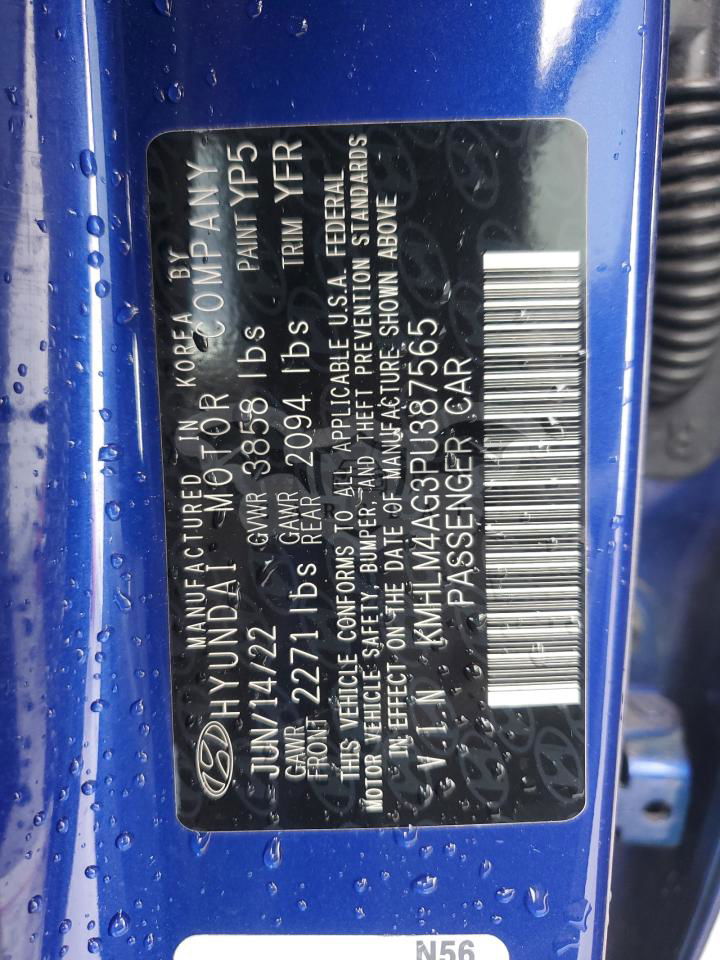 MANUFACTURED IN KOREA BY
HYUNDAI MOTOR COMPANY
JUN/14/22 GVWR 3858 lbs PAINT YP5
GAWR FRONT 2271 lbs GAWR REAR 2094 lbs TRIM YFR
THIS VEHICLE CONFORMS TO ALL APPLICABLE U.S.A. FEDERAL
MOTOR VEHICLE SAFETY, BUMPER, AND THEFT PREVENTION STANDARDS
IN EFFECT ON THE DATE OF MANUFACTURE SHOWN ABOVE
V I N KMHLM4AG3PU387565
PASSENGER CAR
N56